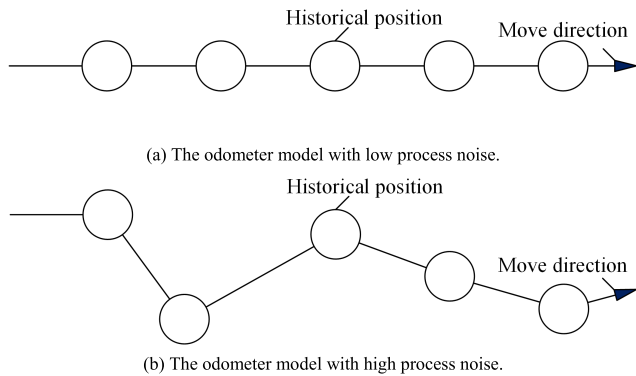 Historical position
Move direction
(a) The odometer model with low process noise.
Historical position
Move direction
(b) The odometer model with high process noise.